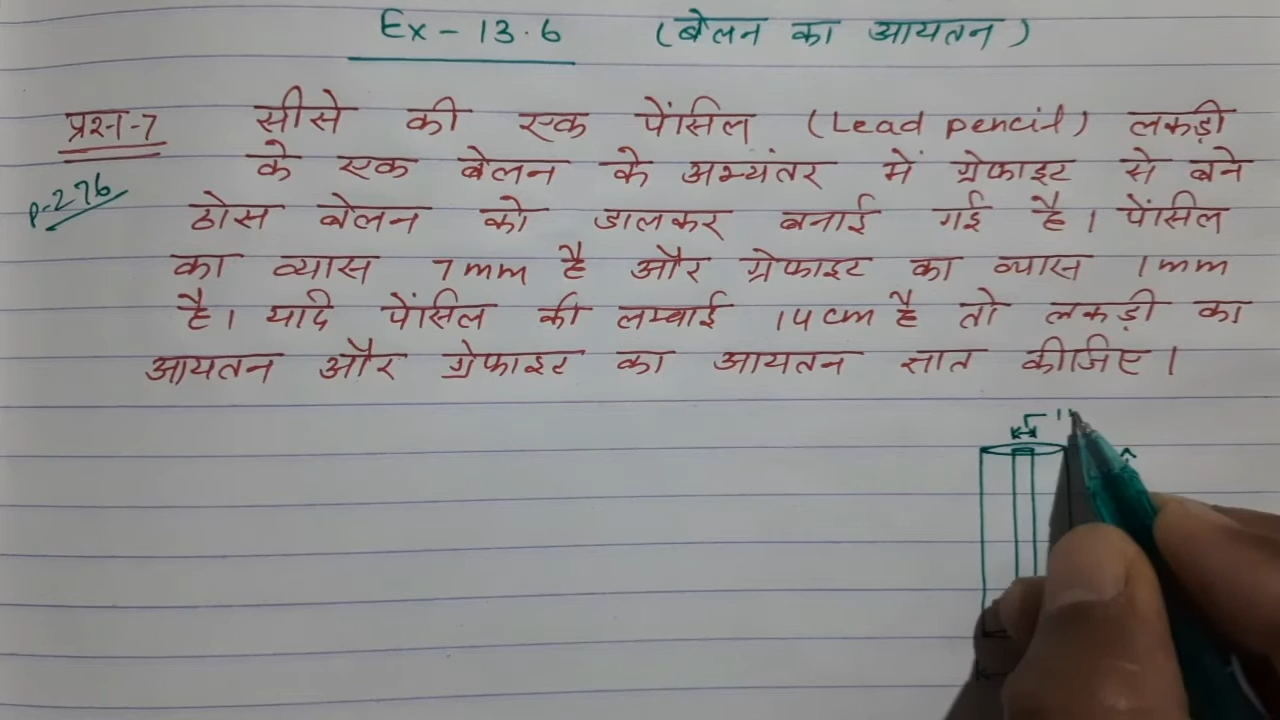 Ex - 13.6 (बेलन का आयतन)
प्रश्न-7 सीसे की एक पेंसिल (Lead pencil) लकड़ी
के एक बेलन के अभ्यंतर में ग्रेफाइट से बने
P-276
ठोस बेलन को डालकर बनाई गई है। पेंसिल
का व्यास 7mm है और ग्रेफाइट का व्यास 1mm
है। यदि पेंसिल की लम्बाई 14cm है तो लकड़ी का
आयतन और ग्रेफाइट का आयतन ज्ञात कीजिए।